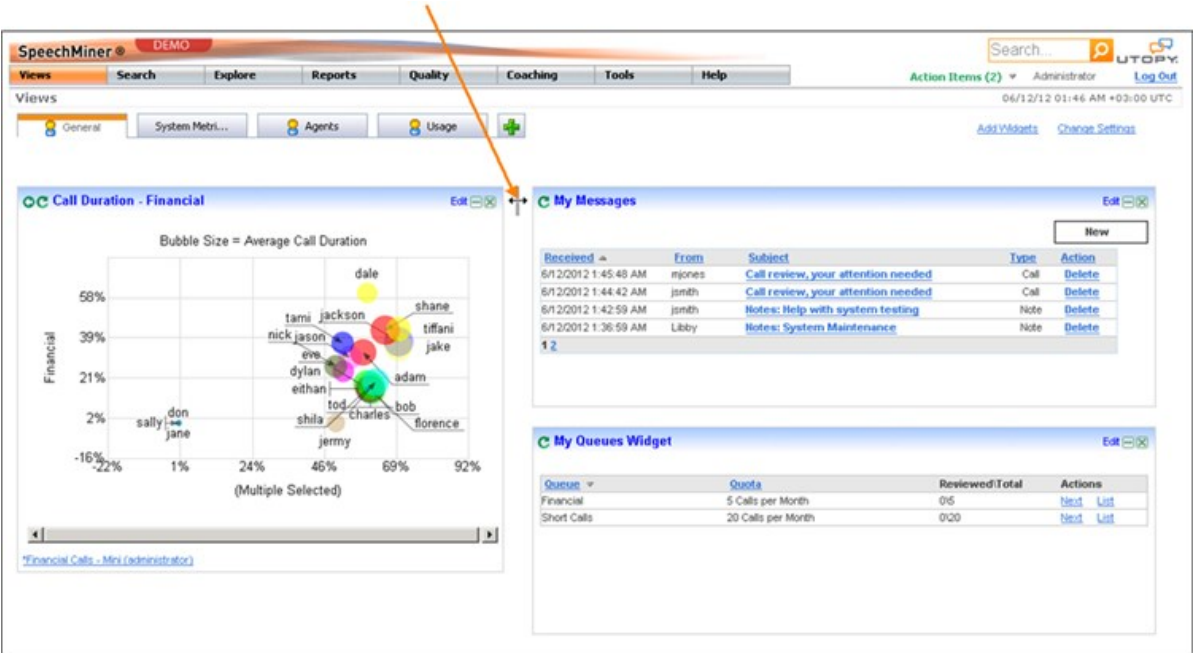 DEMO
SpeechMiner ®
Search...
UTOPY.
Views Search Explore Reports Quality Coaching Tools Help
Action Items (2) Administrator Log Out
Views
06/12/12 01:46 AM +03:00 UTC
General System Metri... Agents Usage
Add Widgets Change Settings
Call Duration - Financial Edit
Bubble Size = Average Call Duration
dale
58%
shane
tami jackson
tiffani
39%
nick jason
jake
Financial
eve
21%
dylan
adam
eithan
tod bob
2%
don
sally
shila charles
florence
jane
jermy
-16%
-22% 1% 24% 46% 69% 92%
(Multiple Selected)
*Financial Calls - Mini (administrator)
My Messages Edit
New
Received From Subject Type Action
6/12/2012 1:45:48 AM mjones Call review, your attention needed Call Delete
6/12/2012 1:44:42 AM jsmith Call review, your attention needed Call Delete
6/12/2012 1:42:59 AM jsmith Notes: Help with system testing Note Delete
6/12/2012 1:36:59 AM Libby Notes: System Maintenance Note Delete
1 2
My Queues Widget Edit
Queue Quota Reviewed\Total Actions
Financial 5 Calls per Month 0\5 Next List
Short Calls 20 Calls per Month 0\20 Next List